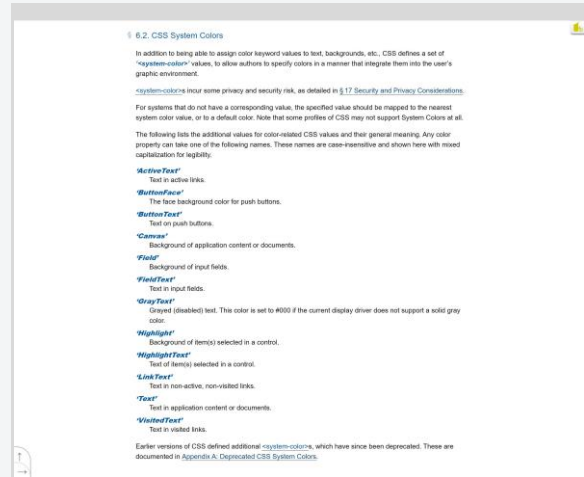 § 6.2. CSS System Colors
In addition to being able to assign color keyword values to text, backgrounds, etc., CSS defines a set of
‘<system-color>’ values, to allow authors to specify colors in a manner that integrate them into the user's
graphic environment.
<system-color>s incur some privacy and security risk, as detailed in § 17 Security and Privacy Considerations.
For systems that do not have a corresponding value, the specified value should be mapped to the nearest
system color value, or to a default color. Note that some profiles of CSS may not support System Colors at all.
The following lists the additional values for color-related CSS values and their general meaning. Any color
property can take one of the following names. These names are case-insensitive and shown here with mixed
capitalization for legibility.
‘ActiveText’
Text in active links.
‘ButtonFace’
The face background color for push buttons.
‘ButtonText’
Text on push buttons.
‘Canvas’
Background of application content or documents.
‘Field’
Background of input fields.
‘FieldText’
Text in input fields.
‘GrayText’
Grayed (disabled) text. This color is set to #000 if the current display driver does not support a solid gray
color.
‘Highlight’
Background of item(s) selected in a control.
‘HighlightText’
Text of item(s) selected in a control.
‘LinkText’
Text in non-active, non-visited links.
‘Text’
Text in application content or documents.
‘VisitedText’
Text in visited links.
Earlier versions of CSS defined additional <system-color>s, which have since been deprecated. These are
documented in Appendix A: Deprecated CSS System Colors.
↑
→